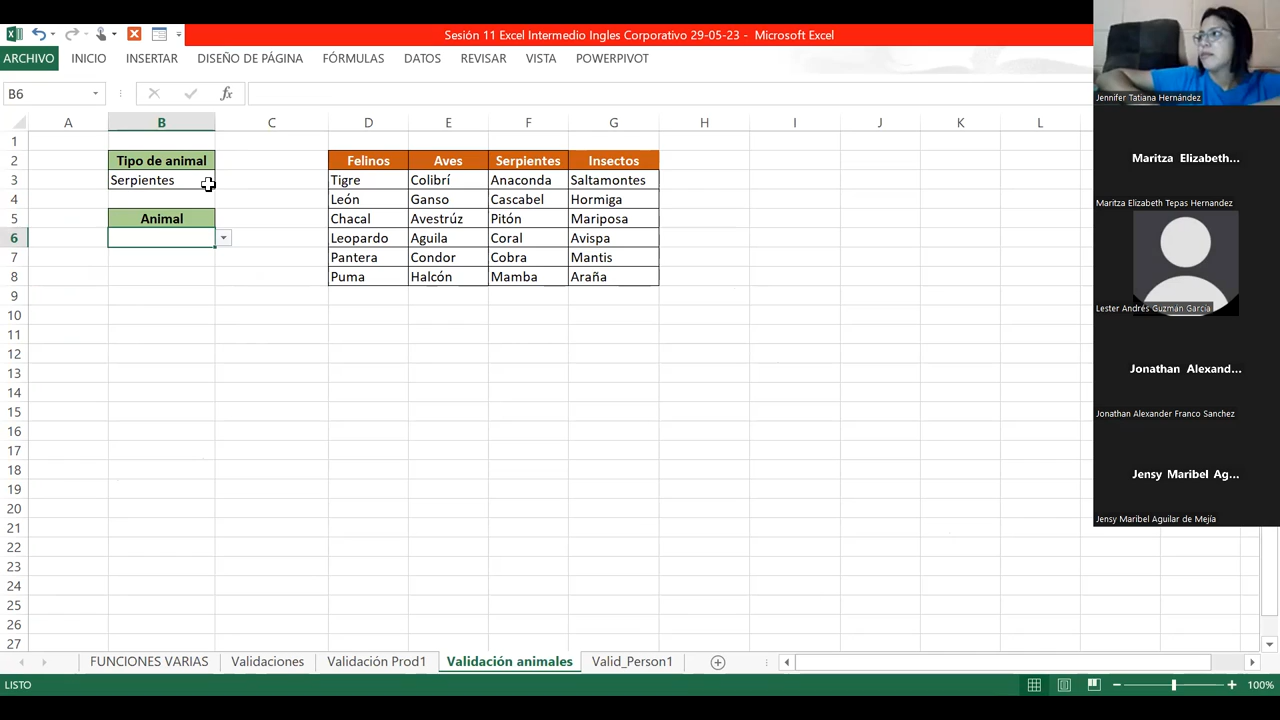 Sesión 11 Excel Intermedio Ingles Corporativo 29-05-23 - Microsoft Excel
ARCHIVO INICIO INSERTAR DISEÑO DE PÁGINA FÓRMULAS DATOS REVISAR VISTA POWERPIVOT
B6 fx
A B C D E F G H I J K L
1
2 Tipo de animal Felinos Aves Serpientes Insectos
3 Serpientes Tigre Colibrí Anaconda Saltamontes
4 León Ganso Cascabel Hormiga
5 Animal Chacal Avestrúz Pitón Mariposa
6 Leopardo Aguila Coral Avispa
7 Pantera Condor Cobra Mantis
8 Puma Halcón Mamba Araña
9
10
11
12
13
14
15
16
17
18
19
20
21
22
23
24
25
26
27
FUNCIONES VARIAS Validaciones Validación Prod1 Validación animales Valid_Person1
LISTO 100%
Jennifer Tatiana Hernández
Maritza Elizabeth...
Maritza Elizabeth Tepas Hernandez
Lester Andrés Guzmán García
Jonathan Alexand...
Jonathan Alexander Franco Sanchez
Jensy Maribel Ag...
Jensy Maribel Aguilar de Mejía